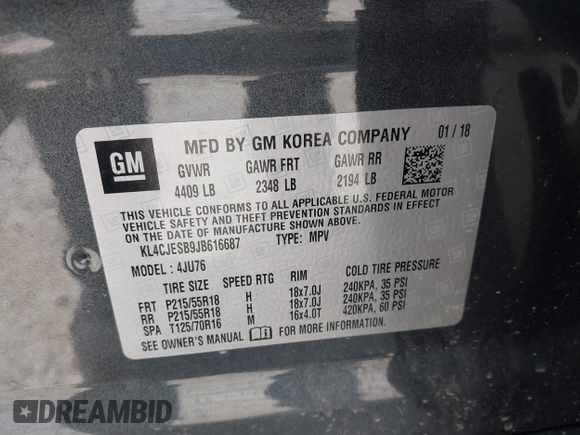 GM
MFD BY GM KOREA COMPANY 01 / 18
GVWR GAWR FRT GAWR RR
4409 LB 2348 LB 2194 LB
THIS VEHICLE CONFORMS TO ALL APPLICABLE U.S. FEDERAL MOTOR
VEHICLE SAFETY AND THEFT PREVENTION STANDARDS IN EFFECT
ON THE DATE OF MANUFACTURE SHOWN ABOVE.
KL4CJESB9JB616687 TYPE: MPV
MODEL : 4JU76
TIRE SIZE SPEED RTG RIM COLD TIRE PRESSURE
FRT P215/55R18 H 18x7.0J 240KPA, 35 PSI
RR P215/55R18 H 18x7.0J 240KPA, 35 PSI
SPA T125/70R16 M 16x4.0T 420KPA, 60 PSI
SEE OWNER'S MANUAL FOR MORE INFORMATION.
DREAMBID